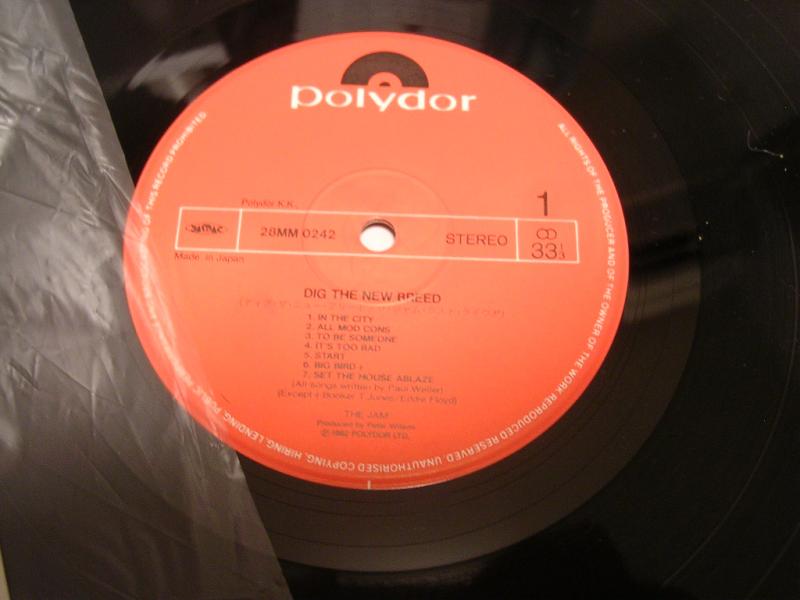 polydor
Polydor K.K.,
1
JASRAC
28MM 0242
STEREO
33 1/3
Made in Japan
DIG THE NEW BREED
1. IN THE CITY
2. ALL MOD CONS
3. TO BE SOMEONE
4. IT'S TOO BAD
5. START
6. BIG BIRD +
7. SET THE HOUSE ABLAZE
(All songs written by Paul Weller)
(Except + Booker T. Jones/Eddie Floyd)
THE JAM
Produced by Peter Wilson
Ⓟ 1982 POLYDOR LTD.
ALL RIGHTS OF THE PRODUCER AND OF THE OWNER OF THE WORK REPRODUCED RESERVED. UNAUTHORISED COPYING, HIRING, LENDING, PUBLIC OF THIS RECORD PROHIBITED